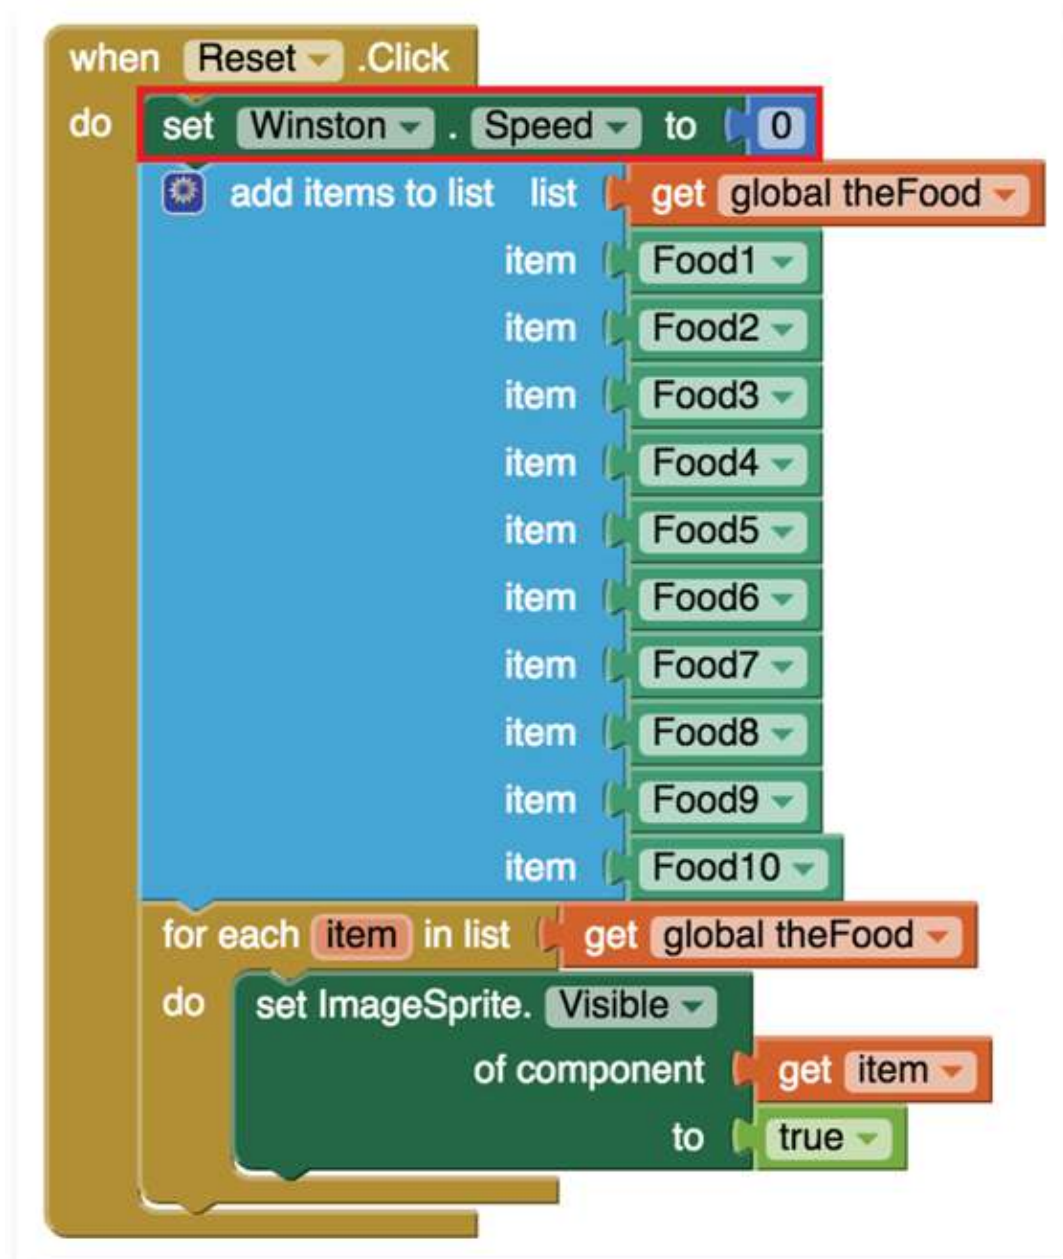 when Reset .Click
do set Winston . Speed to 0
add items to list list get global theFood
item Food1
item Food2
item Food3
item Food4
item Food5
item Food6
item Food7
item Food8
item Food9
item Food10
for each item in list get global theFood
do set ImageSprite. Visible
of component get item
to true